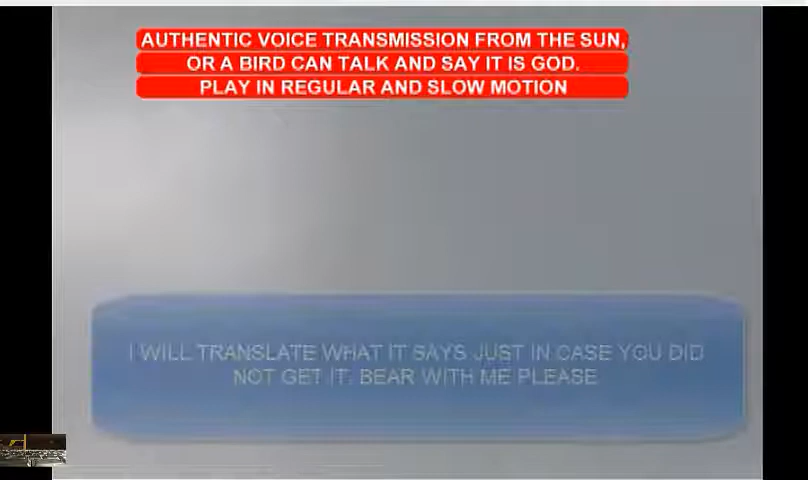 AUTHENTIC VOICE TRANSMISSION FROM THE SUN,
OR A BIRD CAN TALK AND SAY IT IS GOD.
PLAY IN REGULAR AND SLOW MOTION
I WILL TRANSLATE WHAT IT SAYS JUST IN CASE YOU DID
NOT GET IT. BEAR WITH ME PLEASE